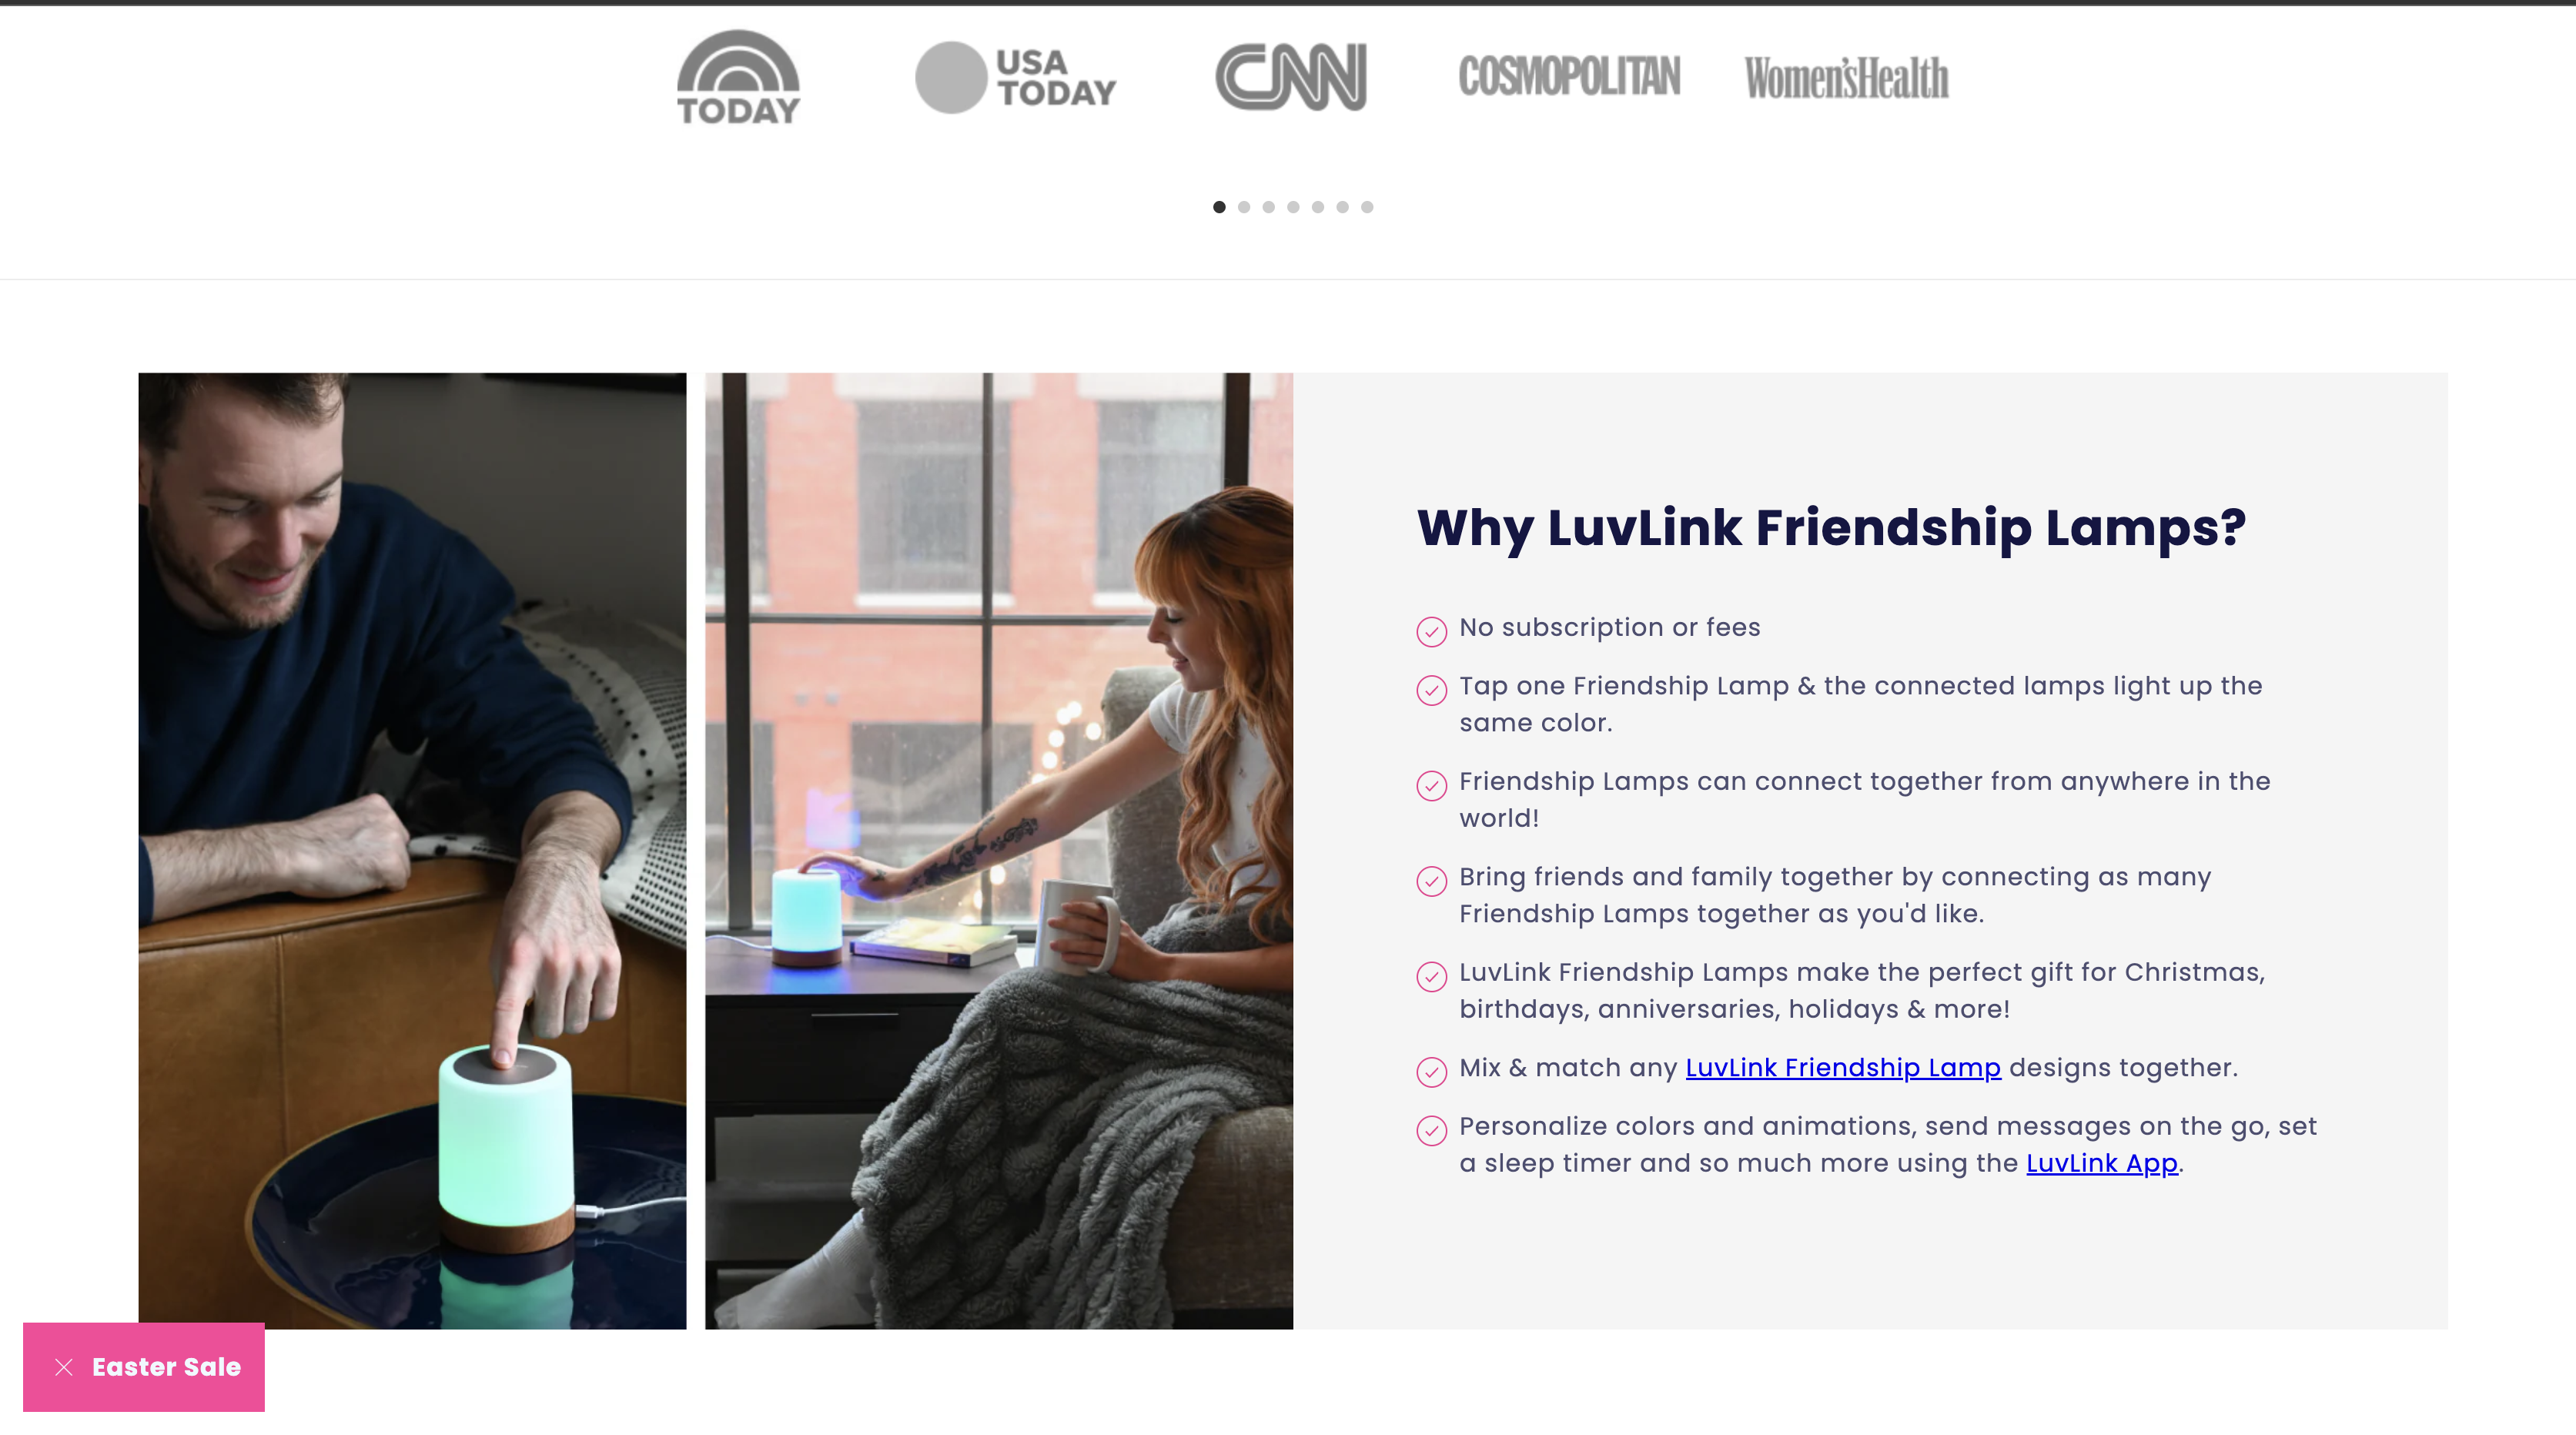 TODAY
USA
TODAY
CNN
COSMOPOLITAN
Women'sHealth
Why LuvLink Friendship Lamps?
No subscription or fees
Tap one Friendship Lamp & the connected lamps light up the
same color.
Friendship Lamps can connect together from anywhere in the
world!
Bring friends and family together by connecting as many
Friendship Lamps together as you'd like.
LuvLink Friendship Lamps make the perfect gift for Christmas,
birthdays, anniversaries, holidays & more!
Mix & match any LuvLink Friendship Lamp designs together.
Personalize colors and animations, send messages on the go, set
a sleep timer and so much more using the LuvLink App.
Easter Sale